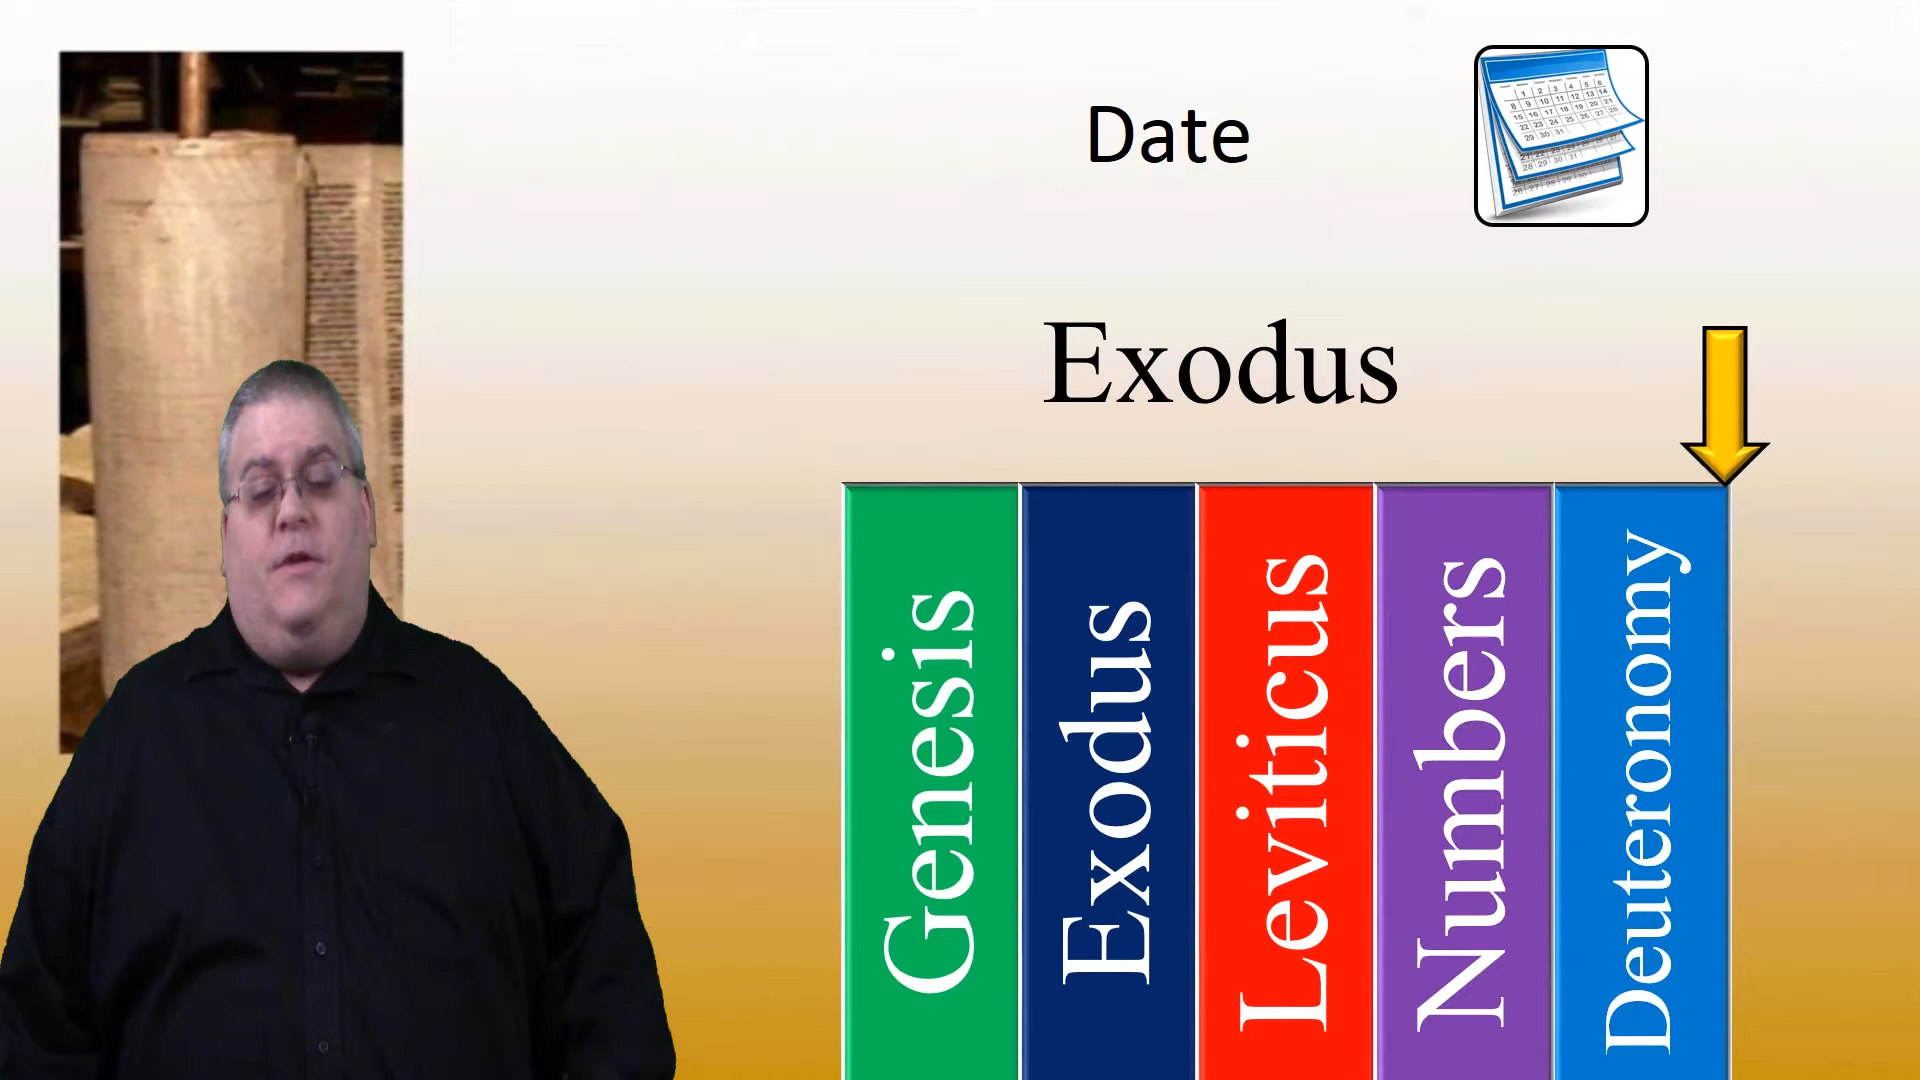 Date
Exodus
Genesis
Exodus
Leviticus
Numbers
Deuteronomy